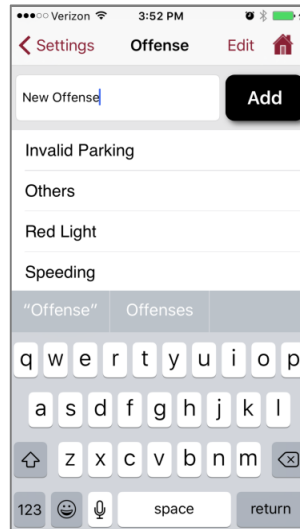 Verizon 3:52 PM
Settings Offense Edit
New Offense Add
Invalid Parking
Others
Red Light
Speeding
"Offense" Offenses
q w e r t y u i o p
a s d f g h j k l
z x c v b n m
123 space return